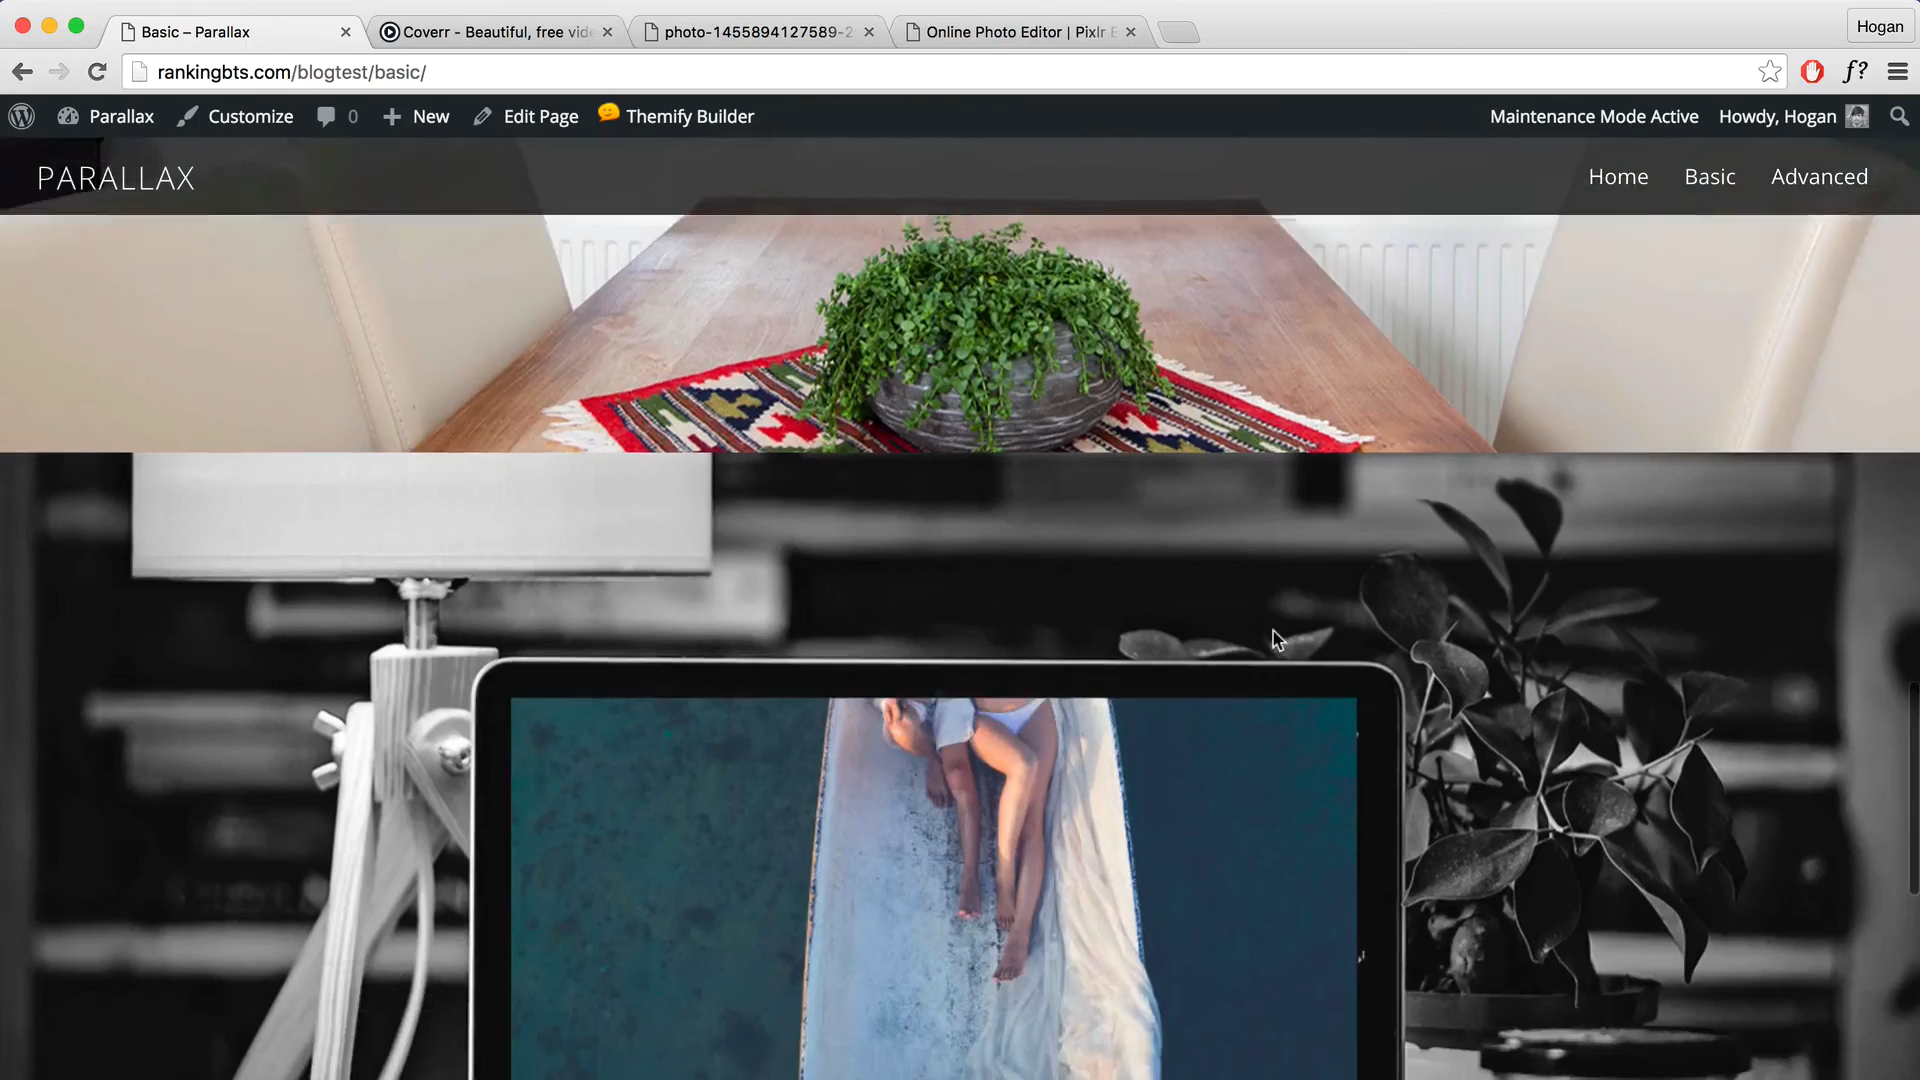 Basic – Parallax
Coverr - Beautiful, free vid
photo-1455894127589-2
Online Photo Editor | Pixlr E
Hogan
rankingbts.com/blogtest/basic/
f?
Parallax
Customize
0
New
Edit Page
Themify Builder
Maintenance Mode Active
Howdy, Hogan
PARALLAX
Home
Basic
Advanced